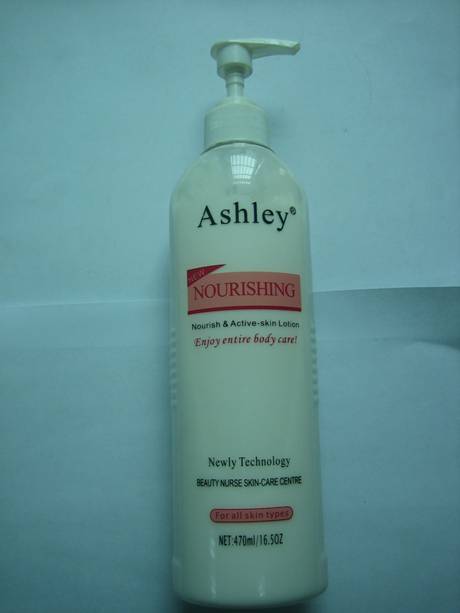 Ashley®
NEW
NOURISHING
Nourish & Active-skin Lotion
Enjoy entire body care!
Newly Technology
BEAUTY NURSE SKIN-CARE CENTRE
For all skin types
NET:470ml/16.5OZ